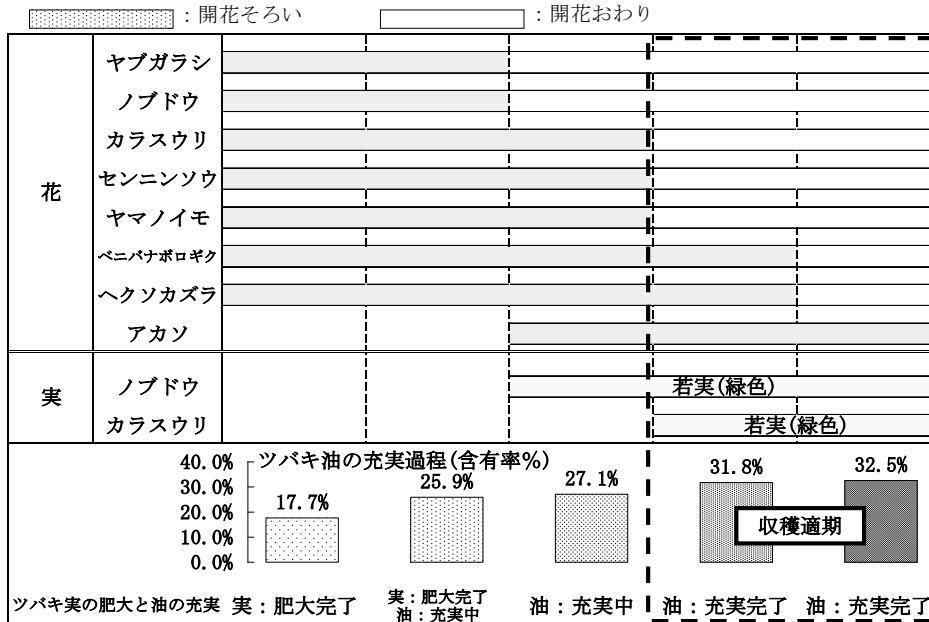 ：開花そろい ：開花おわり
花
ヤブガラシ
ノブドウ
カラスウリ
センニンソウ
ヤマノイモ
ベニバナボロギク
ヘクソカズラ
アカソ
実
ノブドウ 若実(緑色)
カラスウリ 若実(緑色)
ツバキ油の充実過程(含有率%)
40.0%
30.0%
20.0%
10.0%
0.0%
17.7% 25.9% 27.1% 31.8% 32.5%
収穫適期
ツバキ実の肥大と油の充実 実：肥大完了 実：肥大完了 油：充実中 油：充実完了 油：充実完了
油：充実中